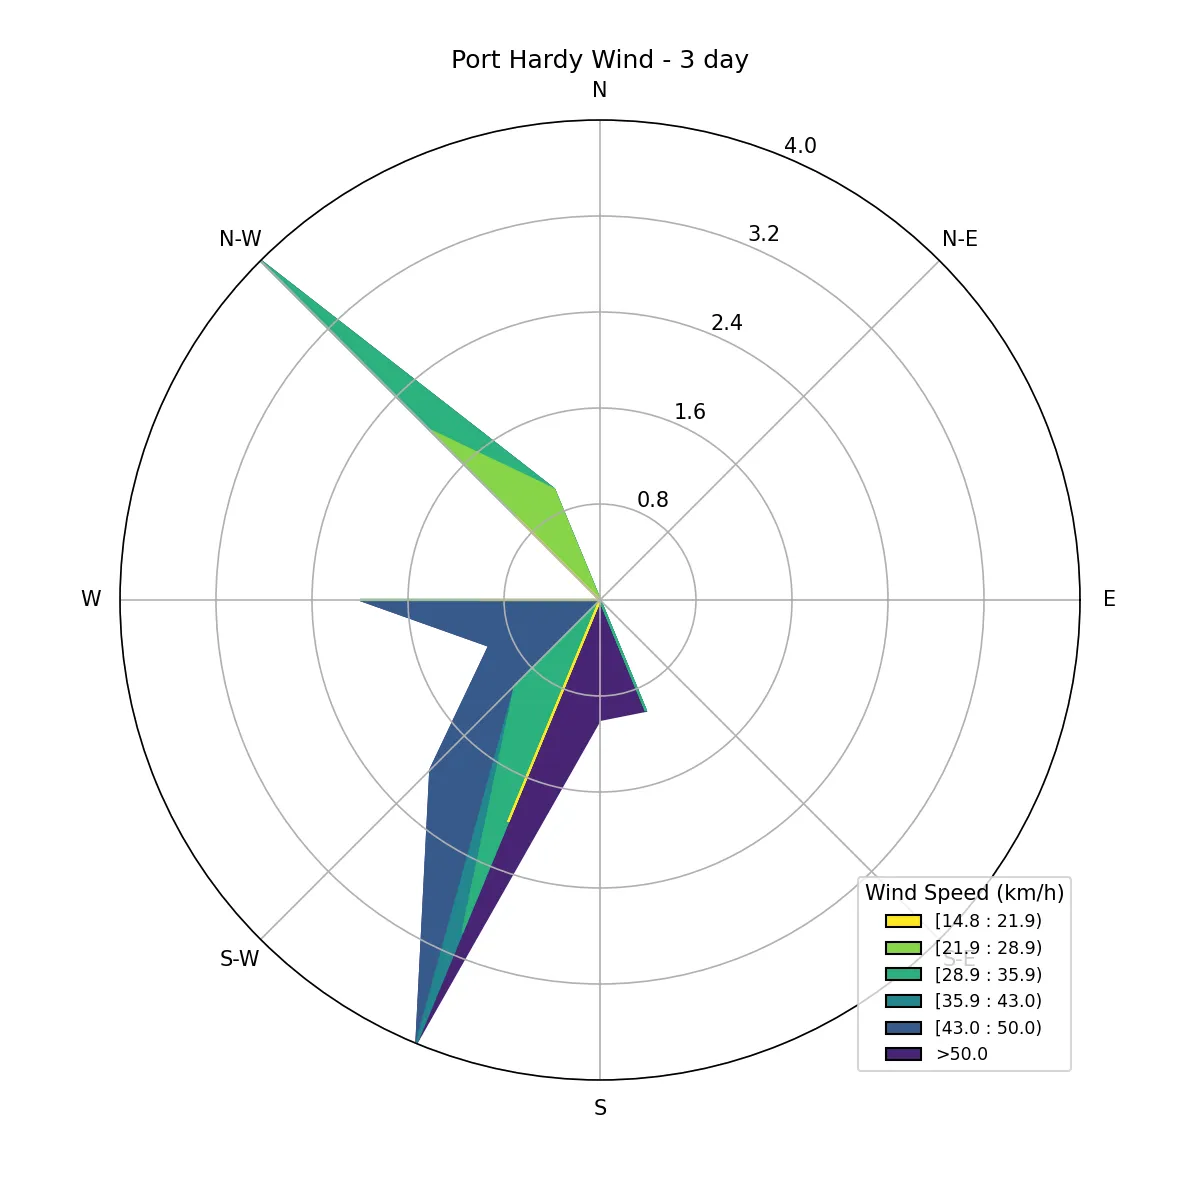 Port Hardy Wind - 3 day
N
4.0
N-W
3.2
N-E
2.4
1.6
0.8
W
E
Wind Speed (km/h)
[14.8 : 21.9)
[21.9 : 28.9)
S-W
S-E
[28.9 : 35.9)
[35.9 : 43.0)
[43.0 : 50.0)
>50.0
S